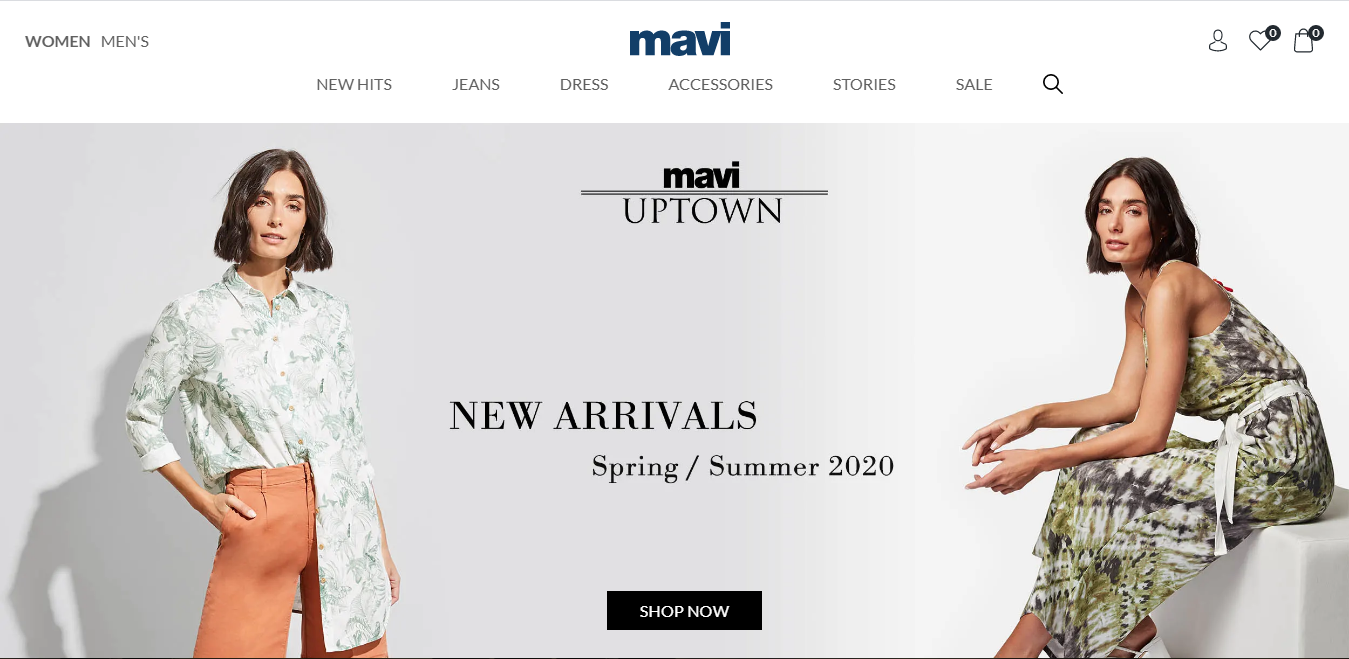 WOMEN MEN'S
mavi
0
0
NEW HITS JEANS DRESS ACCESSORIES STORIES SALE
mavi
UPTOWN
NEW ARRIVALS
Spring / Summer 2020
SHOP NOW